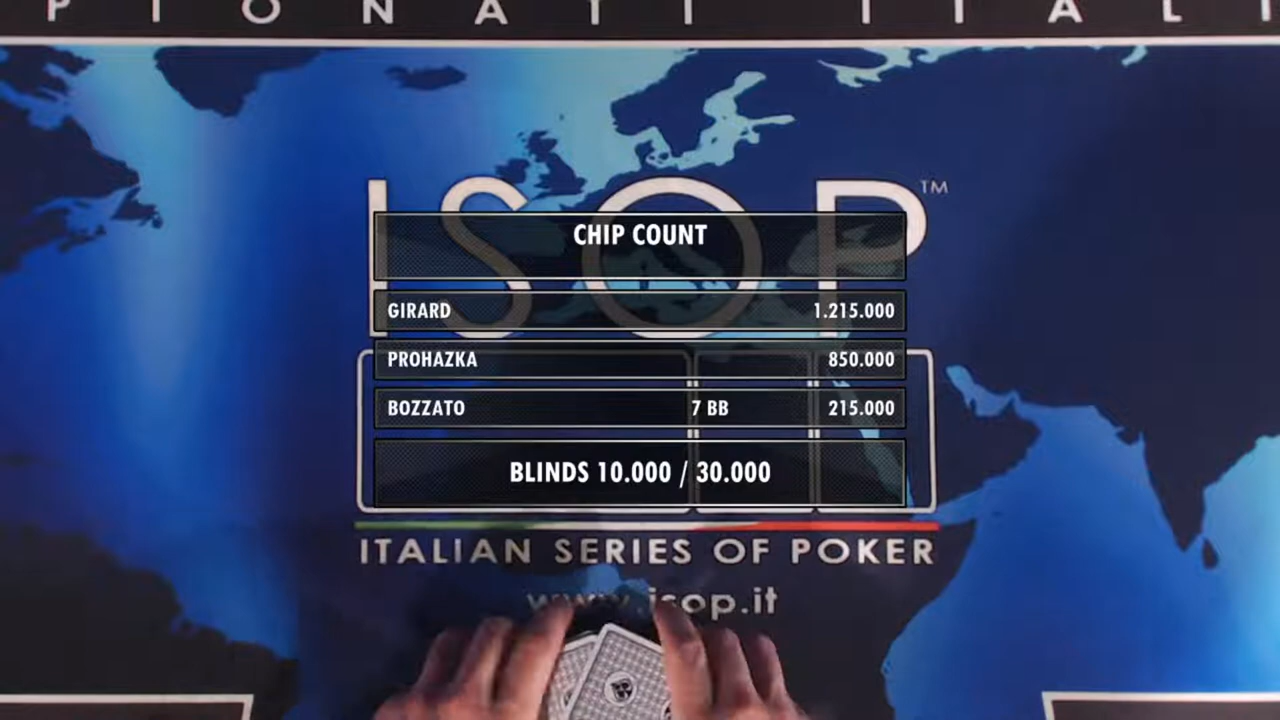 P I O N A T I   I T A L I
ISOP™
CHIP COUNT
GIRARD 1.215.000
PROHAZKA 850.000
BOZZATO 7 BB 215.000
BLINDS 10.000 / 30.000
ITALIAN SERIES OF POKER
www.isop.it